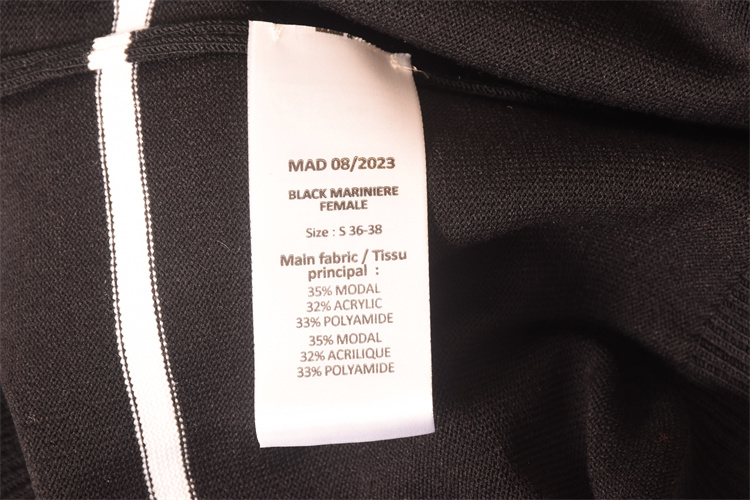 MAD 08/2023
BLACK MARINIERE
FEMALE
Size : S 36-38
Main fabric / Tissu
principal :
35% MODAL
32% ACRYLIC
33% POLYAMIDE
35% MODAL
32% ACRILIQUE
33% POLYAMIDE